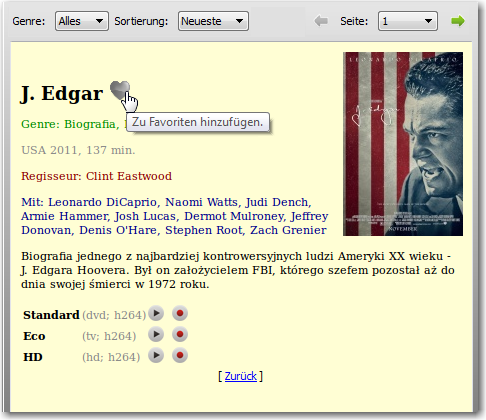 Genre: Alles Sortierung: Neueste Seite: 1
LEONARDO DICAPRIO
J. Edgar
Zu Favoriten hinzufügen.
Genre: Biografia,
USA 2011, 137 min.
Regisseur: Clint Eastwood
Mit: Leonardo DiCaprio, Naomi Watts, Judi Dench,
Armie Hammer, Josh Lucas, Dermot Mulroney, Jeffrey
Donovan, Denis O'Hare, Stephen Root, Zach Grenier
NOVEMBER
Biografia jednego z najbardziej kontrowersyjnych ludzi Ameryki XX wieku -
J. Edgara Hoovera. Był on założycielem FBI, którego szefem pozostał aż do
dnia swojej śmierci w 1972 roku.
Standard (dvd; h264)
Eco (tv; h264)
HD (hd; h264)
[ Zurück ]